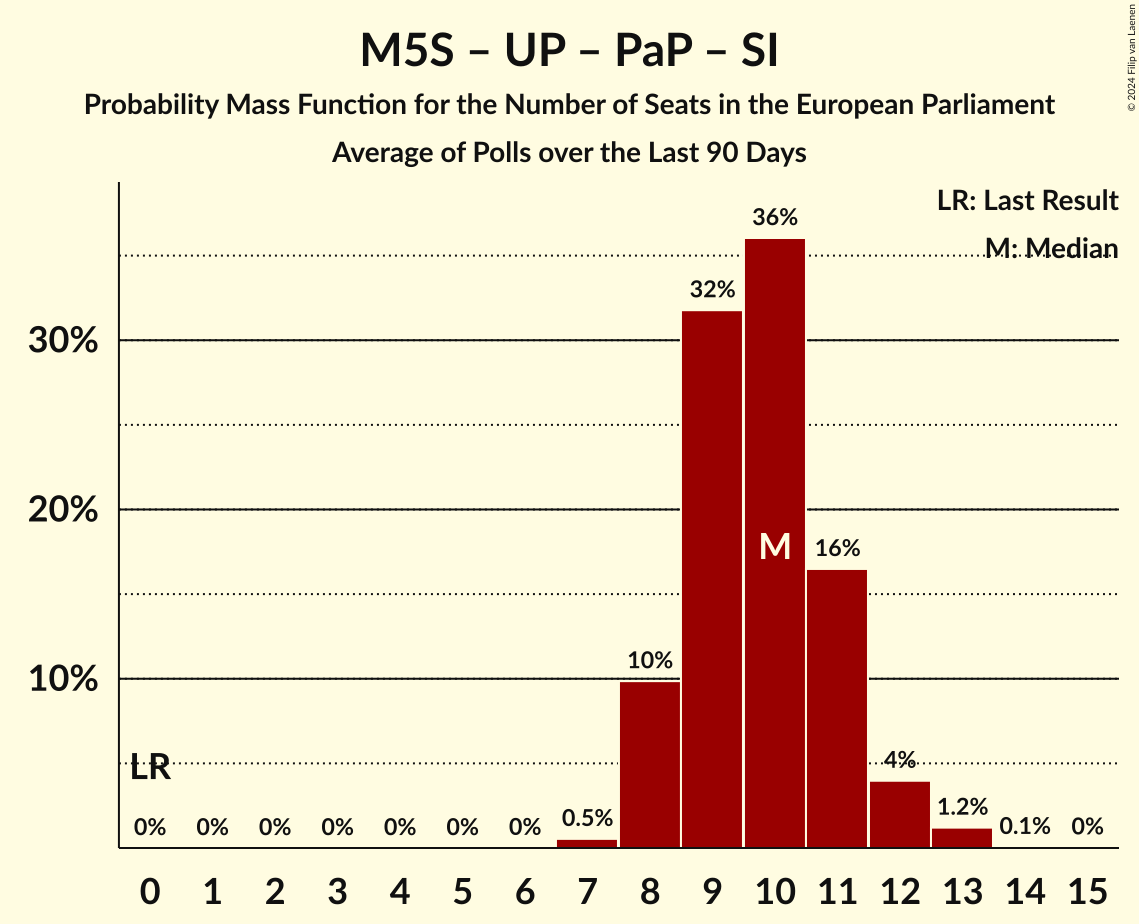 M5S – UP – PaP – SI
Probability Mass Function for the Number of Seats in the European Parliament
Average of Polls over the Last 90 Days
© 2024 Filip van Laenen
LR: Last Result
M: Median
36%
32%
30%
20%
M
16%
10%
10%
LR
4%
1.2%
0% 0% 0% 0% 0% 0% 0% 0.5% 0.1% 0%
0 1 2 3 4 5 6 7 8 9 10 11 12 13 14 15